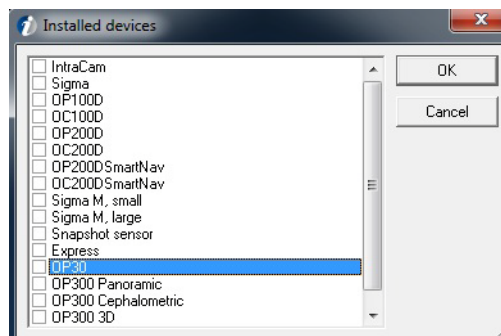 Installed devices
IntraCam
Sigma
OP100D
OC100D
OP200D
OC200D
OP200DSmartNav
OC200DSmartNav
Sigma M, small
Sigma M, large
Snapshot sensor
Express
OP30
OP300 Panoramic
OP300 Cephalometric
OP300 3D
OK
Cancel